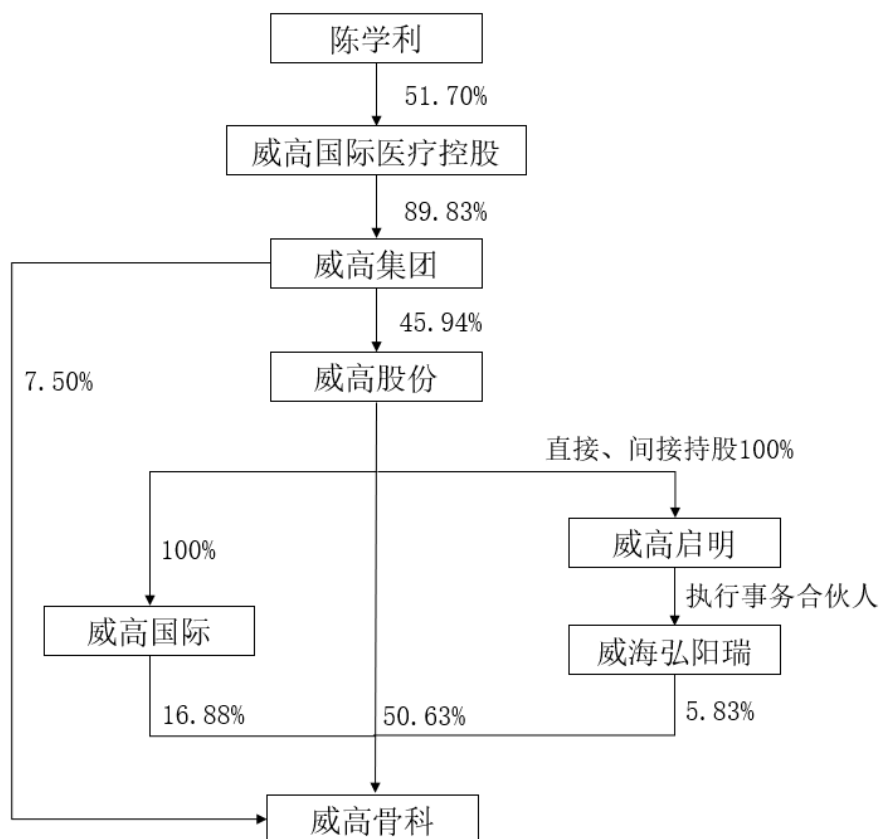 陈学利
51.70%
威高国际医疗控股
89.83%
威高集团
45.94%
7.50%
威高股份
直接、间接持股100%
100%
威高启明
执行事务合伙人
威高国际
威海弘阳瑞
16.88%
50.63%
5.83%
威高骨科